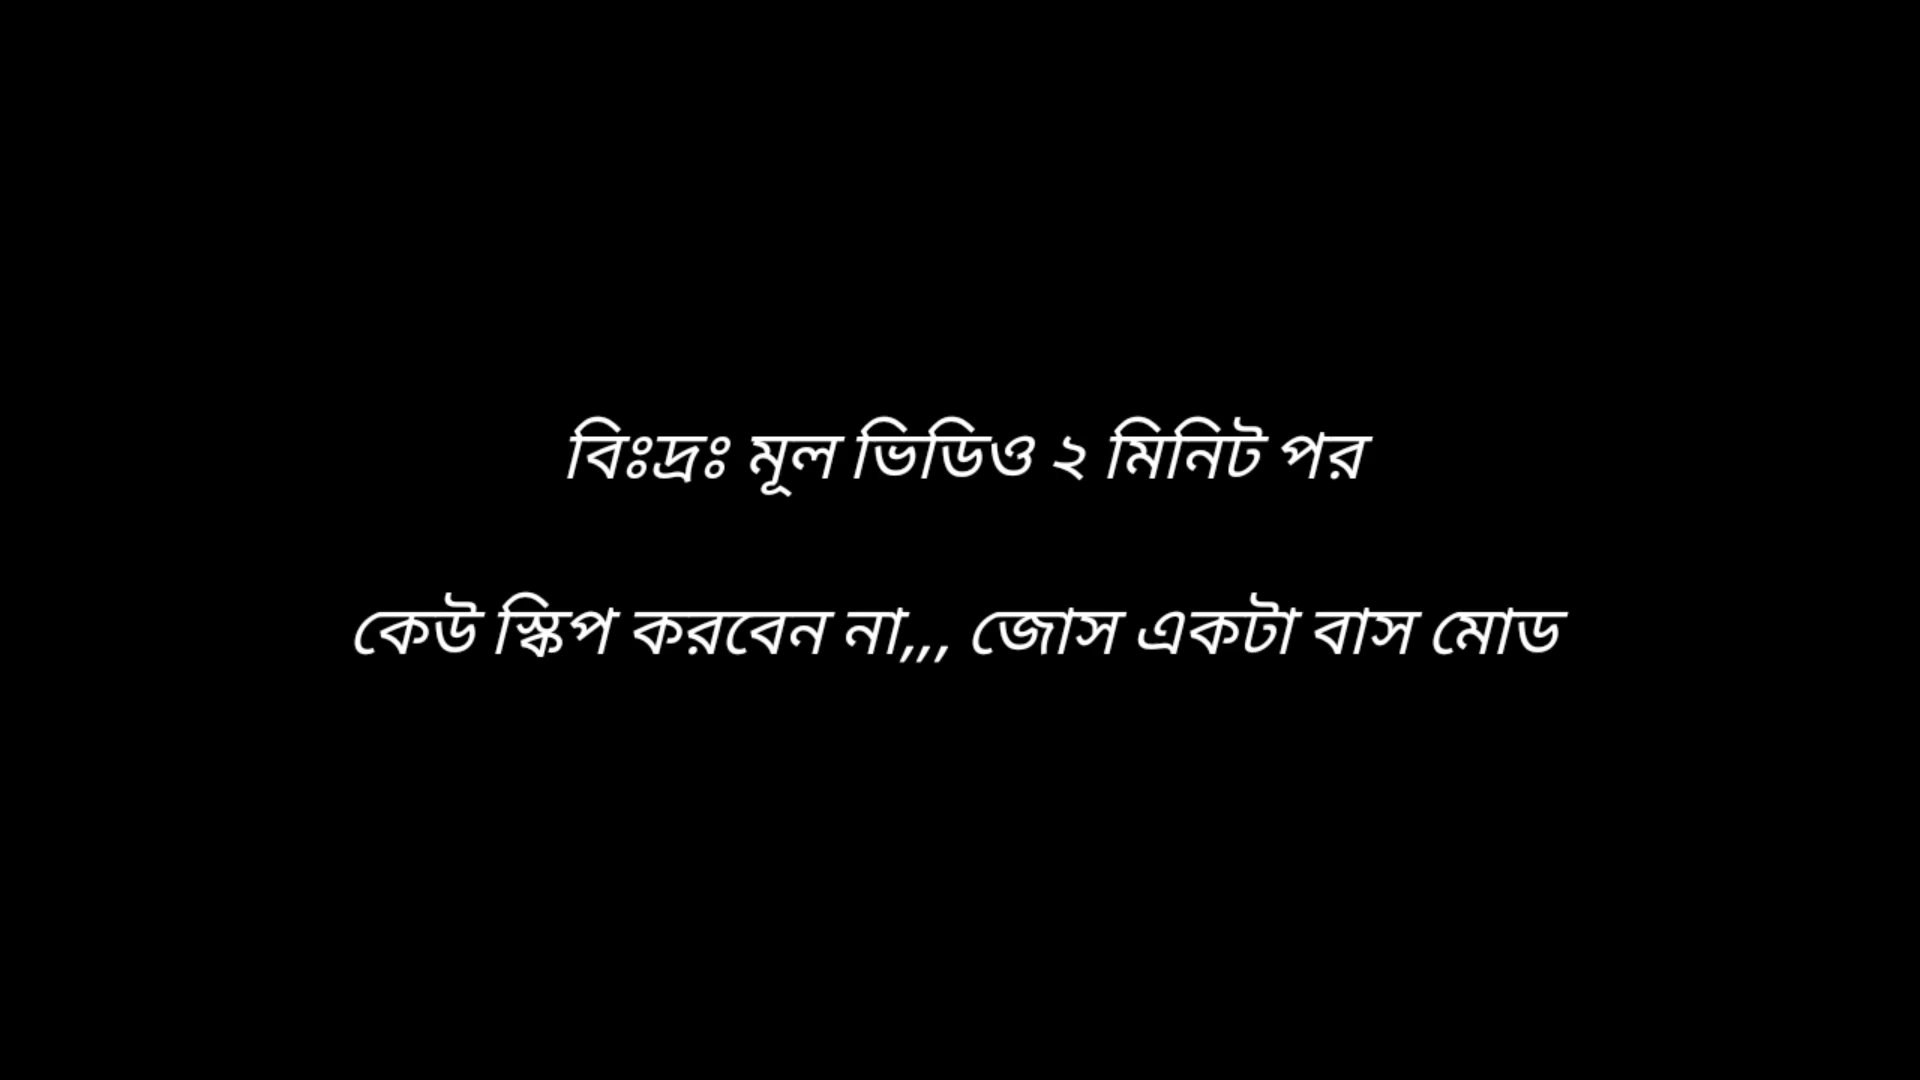 বিঃদ্রঃ মূল ভিডিও ২ মিনিট পর
কেউ স্কিপ করবেন না,,, জোস একটা বাস মোড